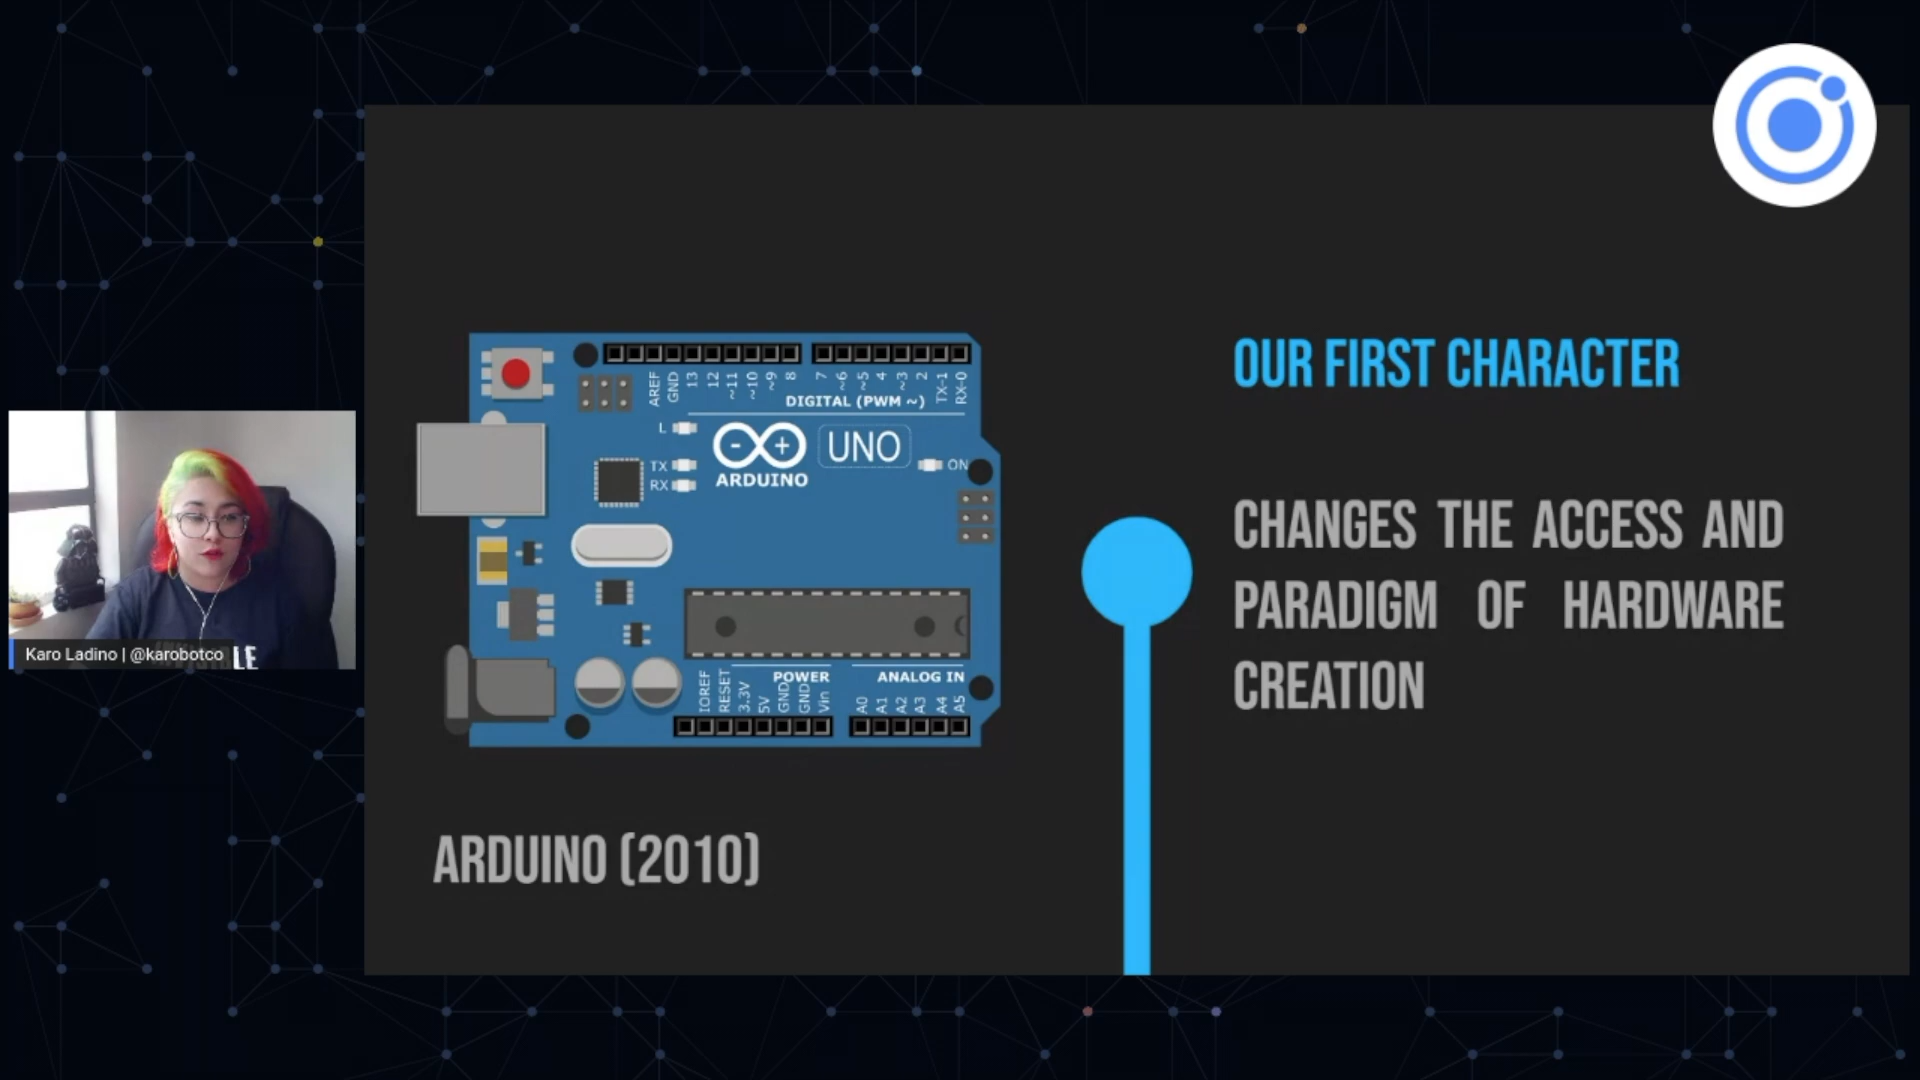 OUR FIRST CHARACTER
CHANGES THE ACCESS AND
PARADIGM OF HARDWARE
CREATION
AREF
GND
13
12
~11
~10
~9
8
7
~6
~5
4
~3
2
TX→1
RX←0
DIGITAL (PWM ~)
L
TX
RX
- +
ARDUINO
UNO
ON
POWER
ANALOG IN
IOREF
RESET
3.3V
5V
GND
GND
Vin
A0
A1
A2
A3
A4
A5
ARDUINO (2010)
Karo Ladino | @karobotco
LE